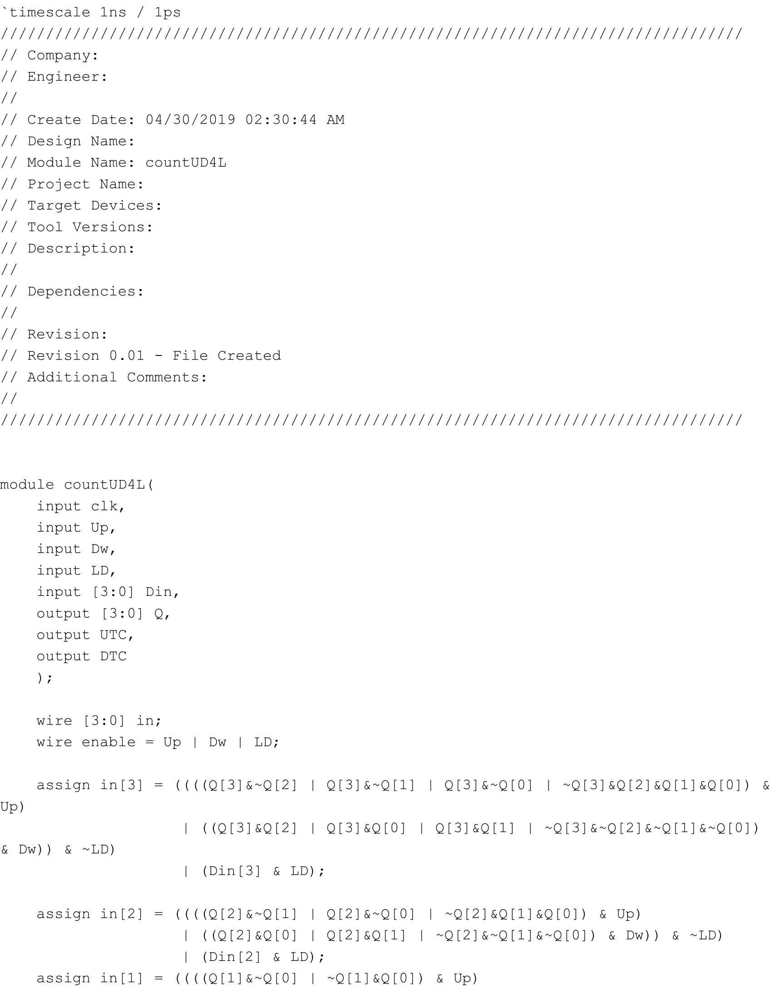 `timescale 1ns / 1ps
//////////////////////////////////////////////////////////////////////////////////
// Company:
// Engineer:
//
// Create Date: 04/30/2019 02:30:44 AM
// Design Name:
// Module Name: countUD4L
// Project Name:
// Target Devices:
// Tool Versions:
// Description:
//
// Dependencies:
//
// Revision:
// Revision 0.01 - File Created
// Additional Comments:
//
//////////////////////////////////////////////////////////////////////////////////
module countUD4L(
    input clk,
    input Up,
    input Dw,
    input LD,
    input [3:0] Din,
    output [3:0] Q,
    output UTC,
    output DTC
    );
    wire [3:0] in;
    wire enable = Up | Dw | LD;
    assign in[3] = ((((Q[3]&~Q[2] | Q[3]&~Q[1] | Q[3]&~Q[0] | ~Q[3]&Q[2]&Q[1]&Q[0]) &
Up)
                    | ((Q[3]&Q[2] | Q[3]&Q[0] | Q[3]&Q[1] | ~Q[3]&~Q[2]&~Q[1]&~Q[0])
& Dw)) & ~LD)
                    | (Din[3] & LD);
    assign in[2] = ((((Q[2]&~Q[1] | Q[2]&~Q[0] | ~Q[2]&Q[1]&Q[0]) & Up)
                    | ((Q[2]&Q[0] | Q[2]&Q[1] | ~Q[2]&~Q[1]&~Q[0]) & Dw)) & ~LD)
                    | (Din[2] & LD);
    assign in[1] = ((((Q[1]&~Q[0] | ~Q[1]&Q[0]) & Up)